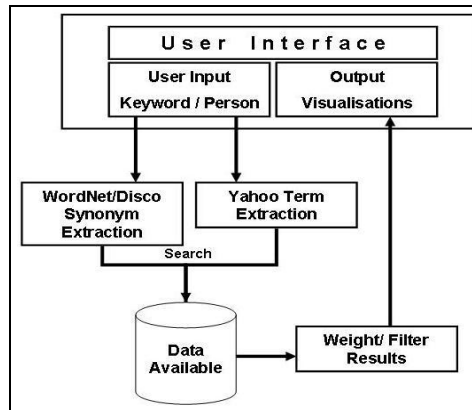 User Interface
User Input
Keyword / Person
Output
Visualisations
WordNet/Disco
Synonym
Extraction
Yahoo Term
Extraction
Search
Data
Available
Weight/ Filter
Results